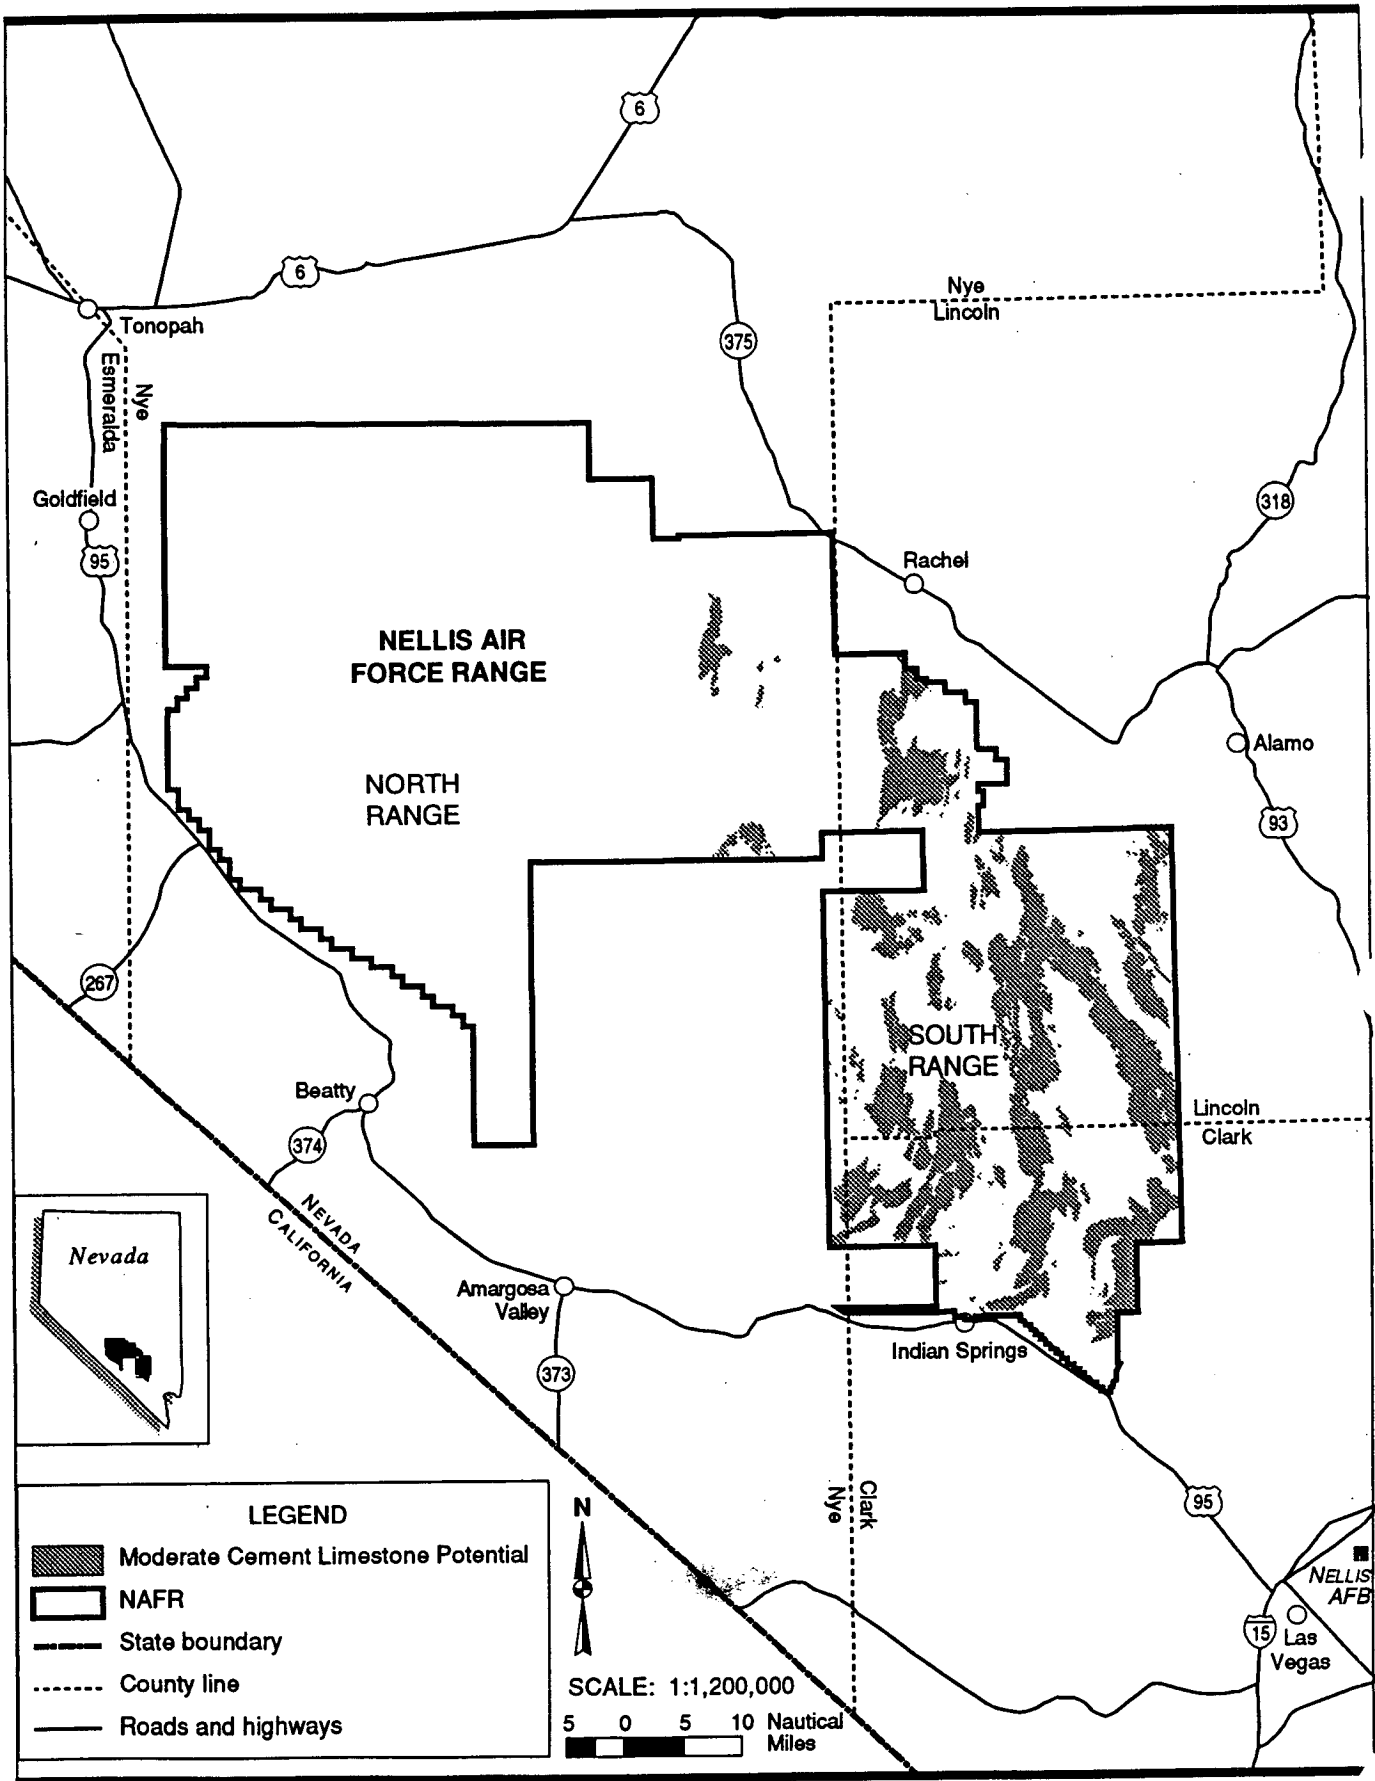 6
6
Nye
Lincoln
Tonopah
375
Esmeralda
Nye
Goldfield
318
95
Rachel
NELLIS AIR
FORCE RANGE
Alamo
NORTH
RANGE
93
267
SOUTH
RANGE
Beatty
Lincoln
Clark
374
NEVADA
CALIFORNIA
Nevada
Amargosa
Valley
Indian Springs
373
Clark
Nye
95
NELLIS
AFB
15
Las
Vegas
LEGEND
Moderate Cement Limestone Potential
NAFR
State boundary
County line
Roads and highways
N
SCALE: 1:1,200,000
5 0 5 10 Nautical
Miles